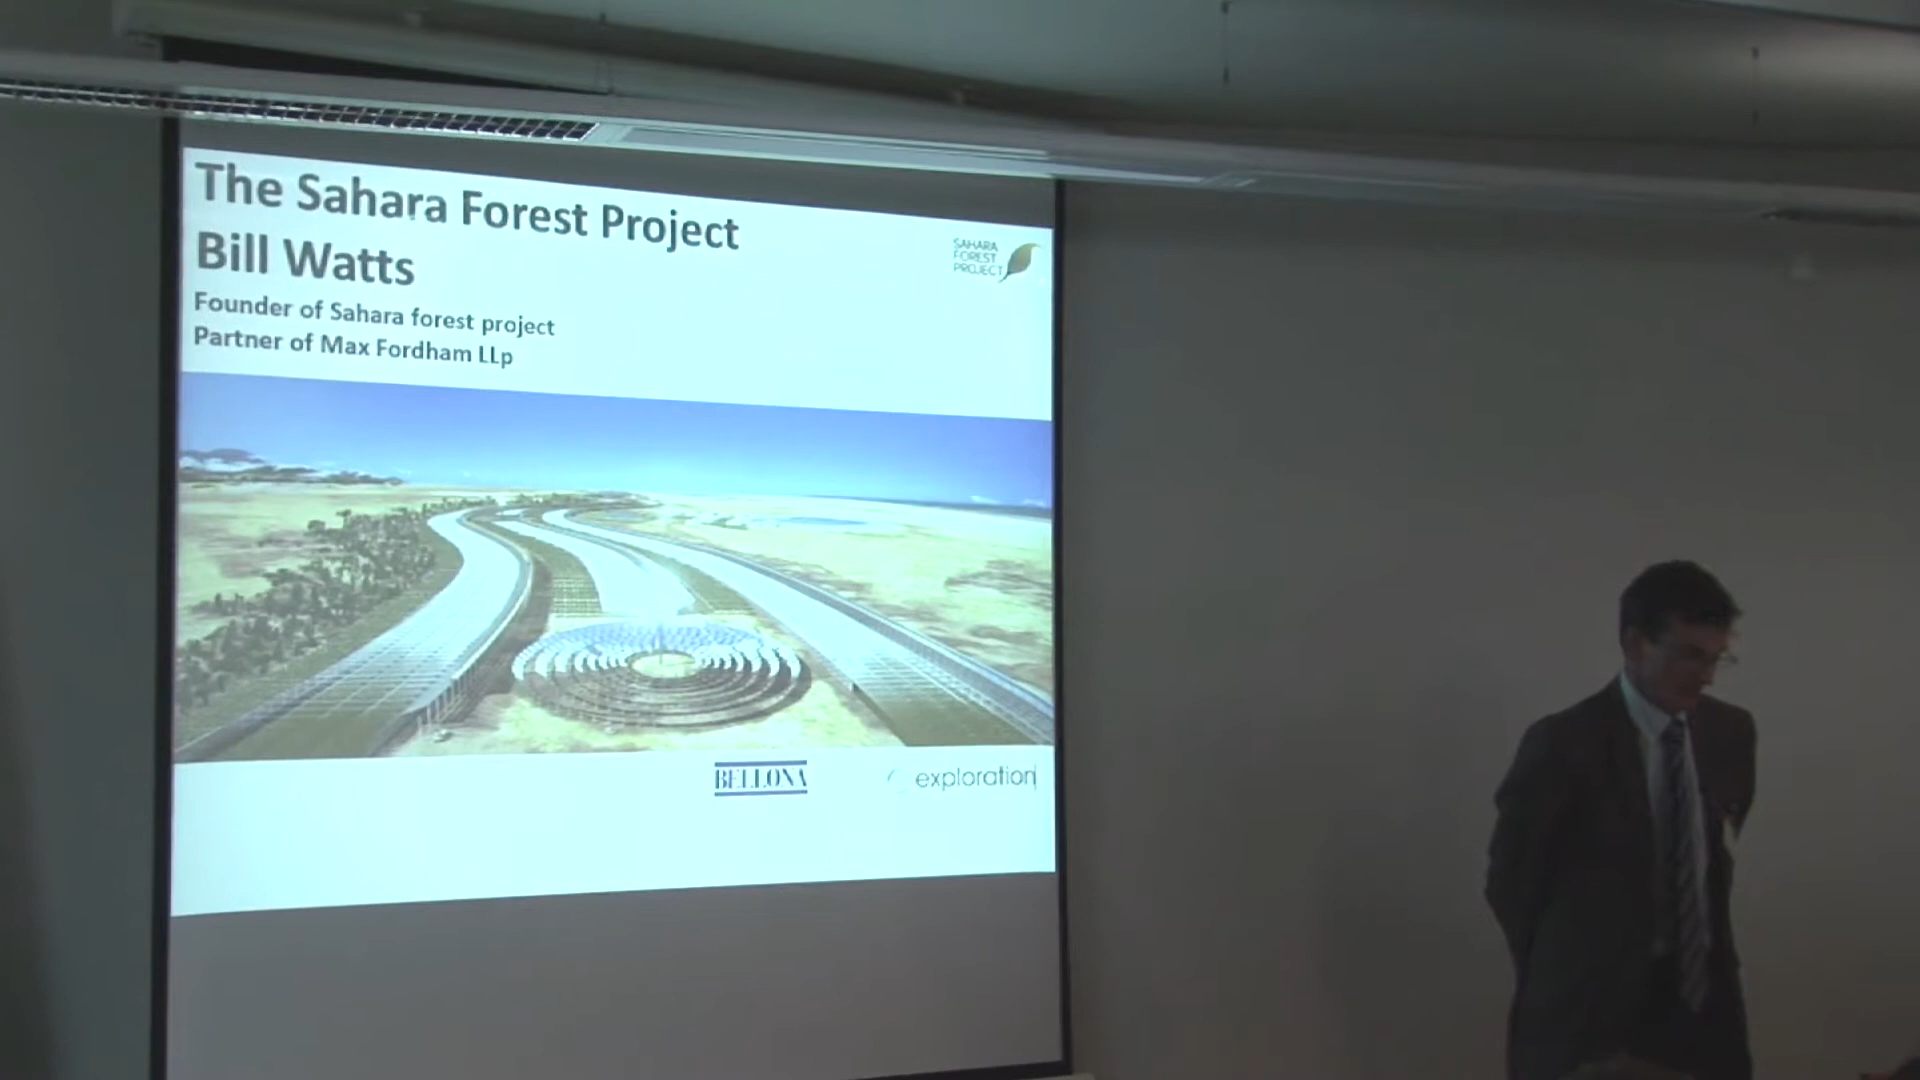 The Sahara Forest Project
Bill Watts
Founder of Sahara forest project
Partner of Max Fordham LLp
SAHARA
FOREST
PROJECT
BELLONA
exploration